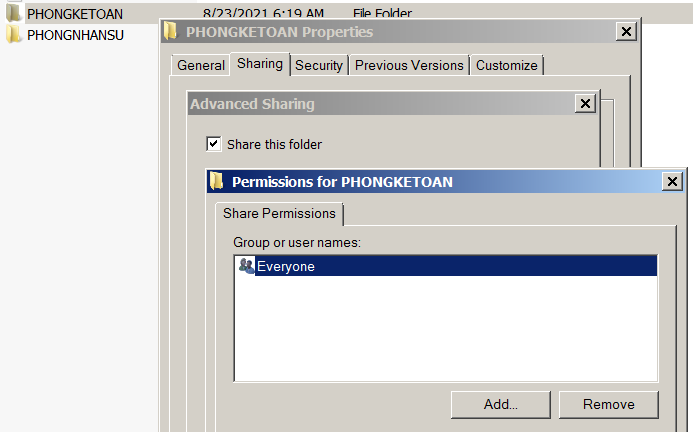 PHONGKETOAN 8/23/2021 6:19 AM File Folder
PHONGNHANSU
PHONGKETOAN Properties
General Sharing Security Previous Versions Customize
Advanced Sharing
Share this folder
Permissions for PHONGKETOAN
Share Permissions
Group or user names:
Everyone
Add... Remove